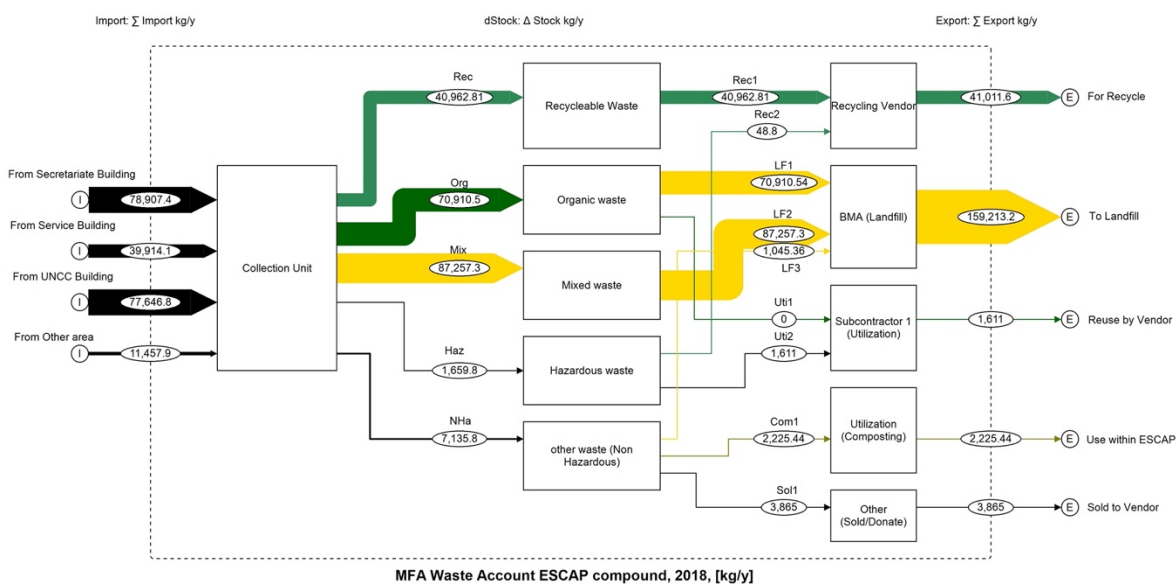 Import: ∑ Import kg/y
dStock: Δ Stock kg/y
Export: ∑ Export kg/y
Rec
40,962.81
Recycleable Waste
Rec1
40,962.81
Rec2
48.8
Recycling Vendor
41,011.6
E
For Recycle
From Secretariate Building
I
78,907.4
From Service Building
I
39,914.1
From UNCC Building
I
77,646.8
From Other area
I
11,457.9
Collection Unit
Org
70,910.5
Organic waste
LF1
70,910.54
LF2
87,257.3
1,045.36
LF3
BMA (Landfill)
159,213.2
E
To Landfill
Mix
87,257.3
Mixed waste
Uti1
0
Uti2
1,611
Subcontractor 1
(Utilization)
1,611
E
Reuse by Vendor
Haz
1,659.8
Hazardous waste
NHa
7,135.8
other waste (Non
Hazardous)
Com1
2,225.44
Utilization
(Composting)
2,225.44
E
Use within ESCAP
Sol1
3,865
Other
(Sold/Donate)
3,865
E
Sold to Vendor
MFA Waste Account ESCAP compound, 2018, [kg/y]